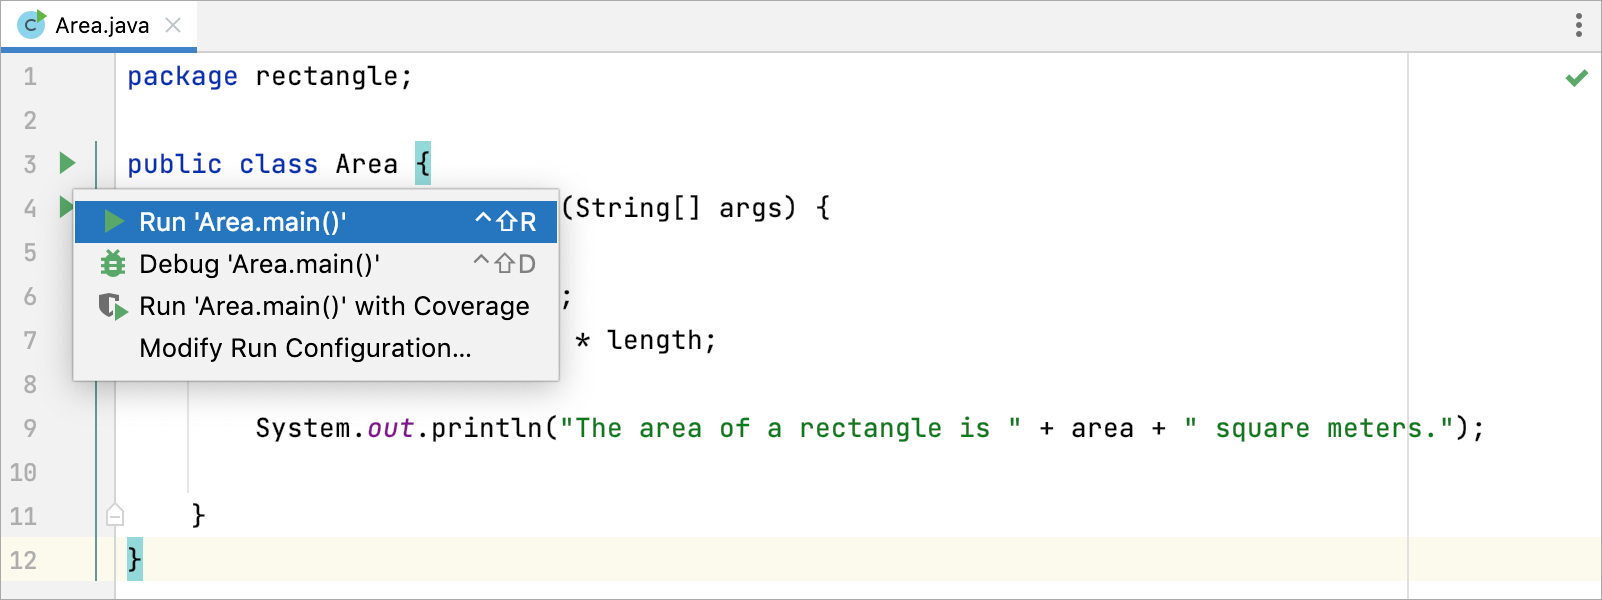 C Area.java
1 package rectangle;
2
3 public class Area {
4 (String[] args) {
Run 'Area.main()' ^⇧R
5
Debug 'Area.main()' ^⇧D
6 ;
Run 'Area.main()' with Coverage
7 * length;
Modify Run Configuration...
8
9 System.out.println("The area of a rectangle is " + area + " square meters.");
10
11 }
12 }